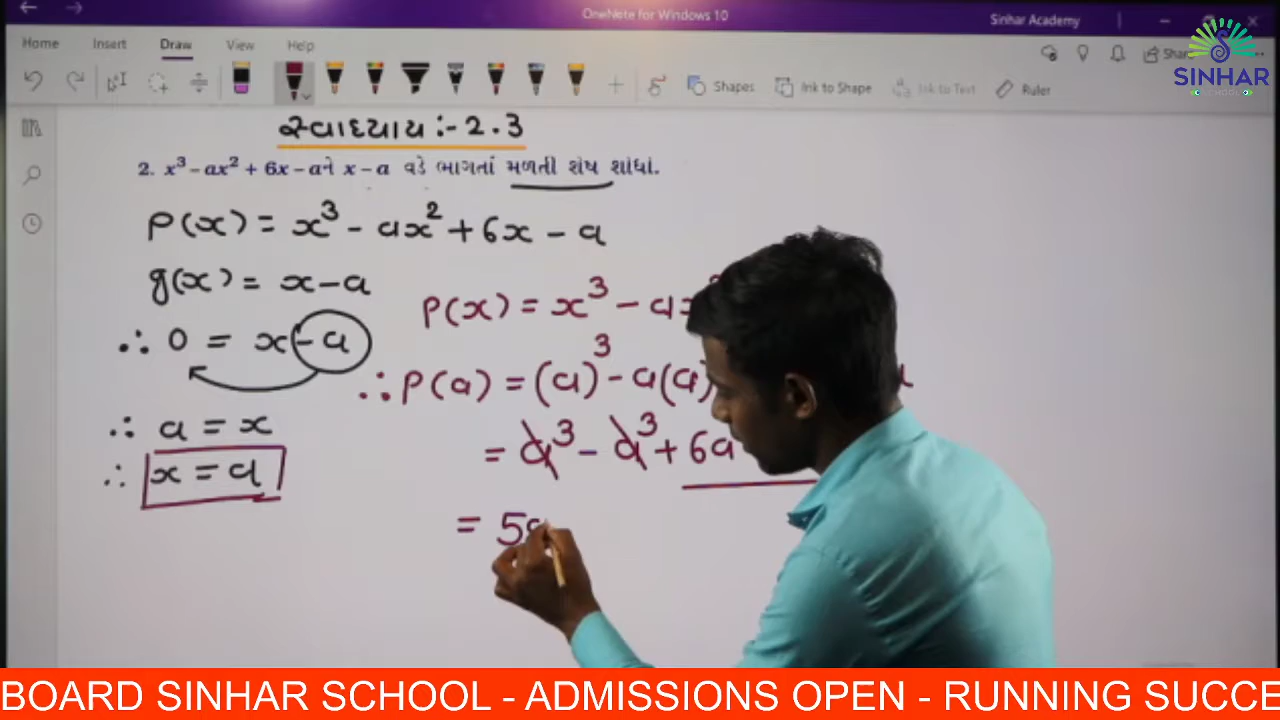 OneNote for Windows 10
Sinhar Academy
Home Insert Draw View Help
Shapes Ink to Shape Ink to Text Ruler
Share
SINHAR
SCHOOL
સ્વાધ્યાય :- 2.3
2. x³ - ax² + 6x - a ને x - a વડે ભાગતાં મળતી શેષ શોધો.
P(x) = x³ - ax² + 6x - a
g(x) = x - a
∴ 0 = x - a
∴ a = x
∴ x = a
P(x) = x³ - a
∴ P(a) = (a)³ - a(a)
= a³ - a³ + 6a
= 5
BOARD SINHAR SCHOOL - ADMISSIONS OPEN - RUNNING SUCCE